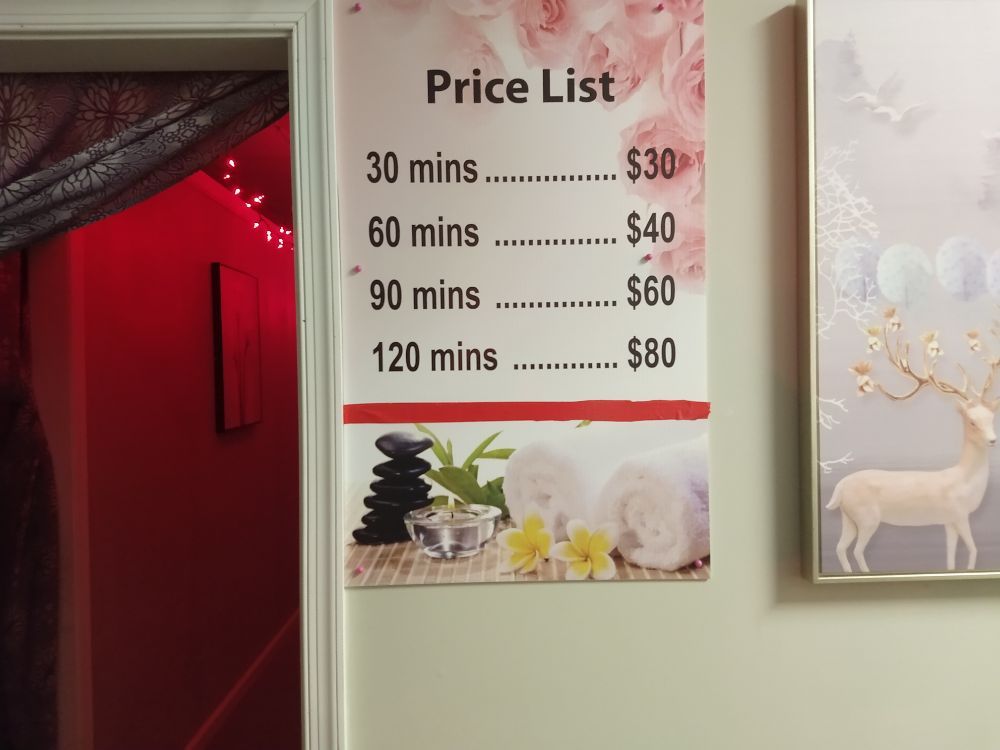 Price List
30 mins ................ $30
60 mins ............... $40
90 mins ............... $60
120 mins ............. $80